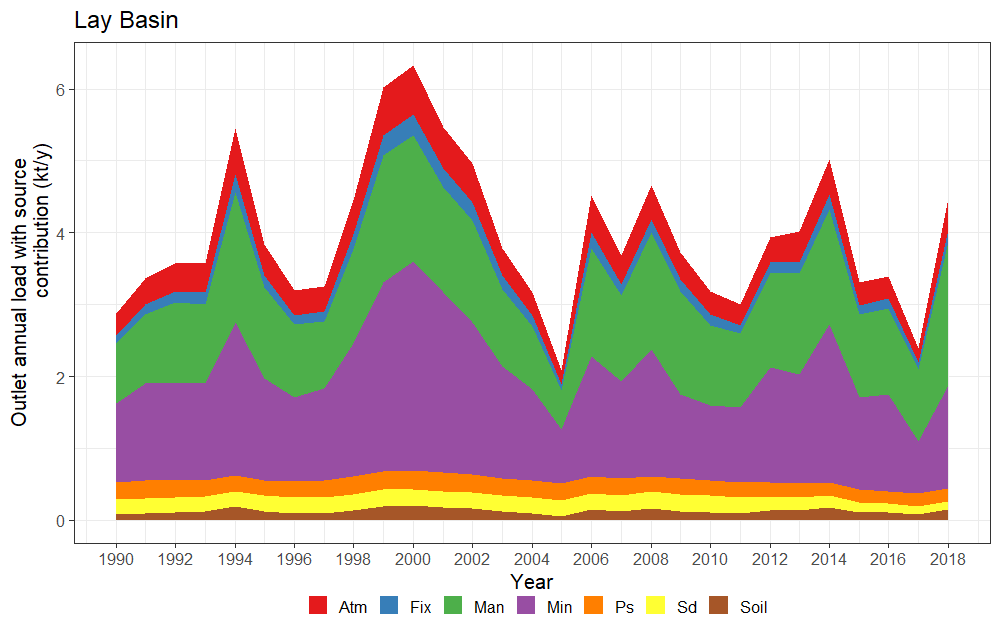 Lay Basin
Outlet annual load with source
contribution (kt/y)
6
4
2
0
1990 1992 1994 1996 1998 2000 2002 2004 2006 2008 2010 2012 2014 2016 2018
Year
Atm Fix Man Min Ps Sd Soil